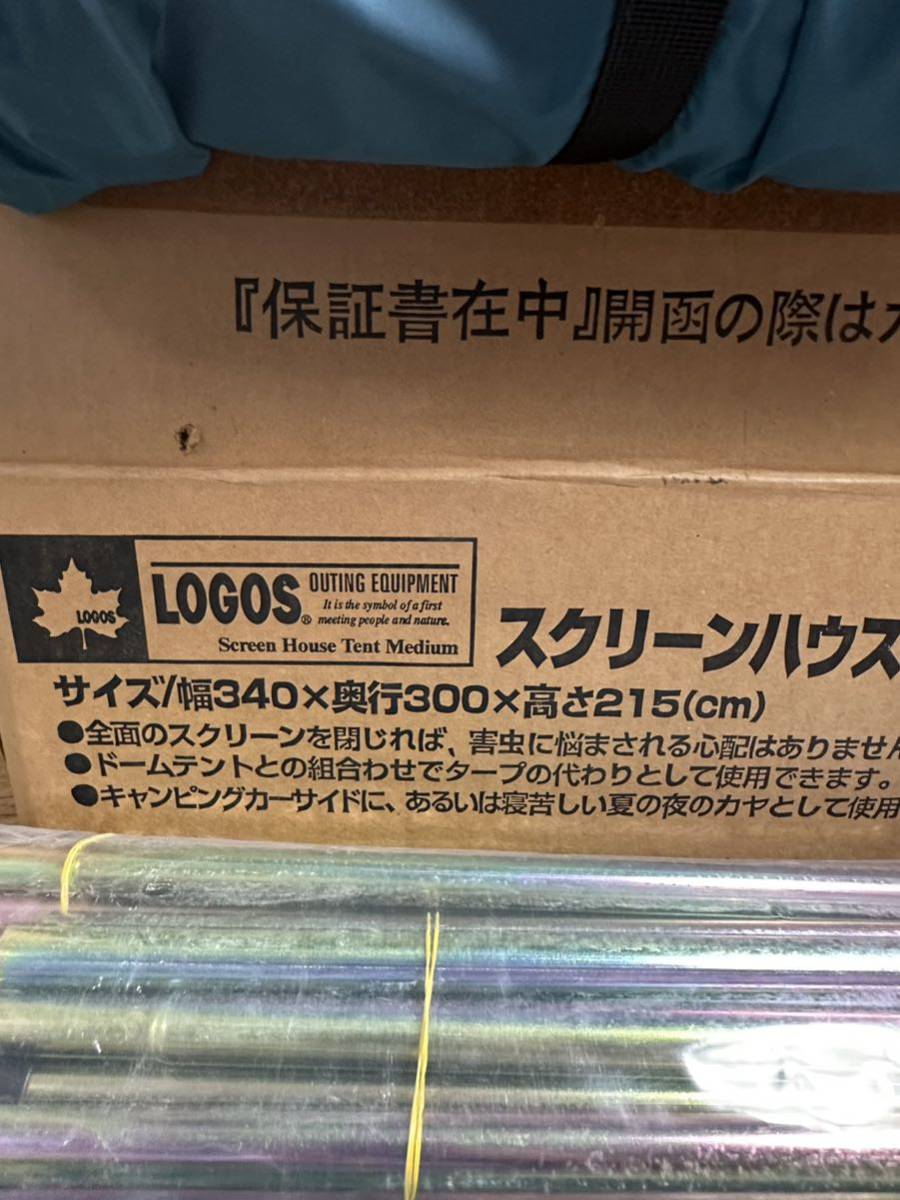 『保証書在中』開函の際はカ
LOGOS
LOGOS®
OUTING EQUIPMENT
It is the symbol of a first
meeting people and nature.
Screen House Tent Medium
スクリーンハウス
サイズ/幅340×奥行300×高さ215(cm)
●全面のスクリーンを閉じれば、害虫に悩まされる心配はありません
●ドームテントとの組合わせでタープの代わりとして使用できます。
●キャンピングカーサイドに、あるいは寝苦しい夏の夜のカヤとして使用